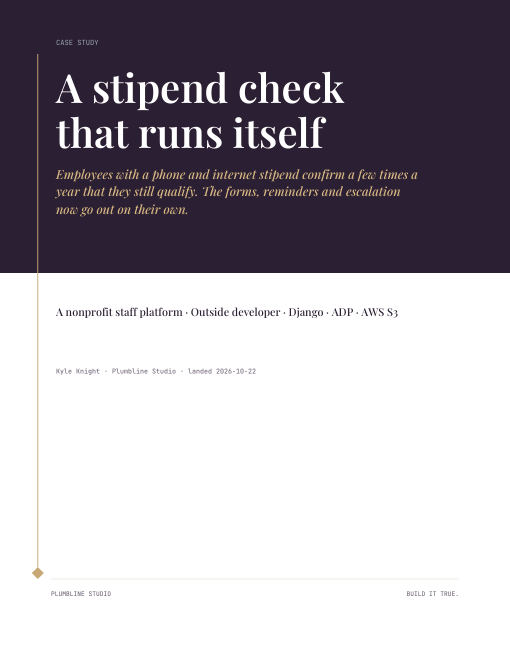 CASE STUDY
A stipend check
that runs itself
Employees with a phone and internet stipend confirm a few times a
year that they still qualify. The forms, reminders and escalation
now go out on their own.
A nonprofit staff platform · Outside developer · Django · ADP · AWS S3
Kyle Knight · Plumbline Studio · landed 2026-10-22
PLUMBLINE STUDIO
BUILD IT TRUE.